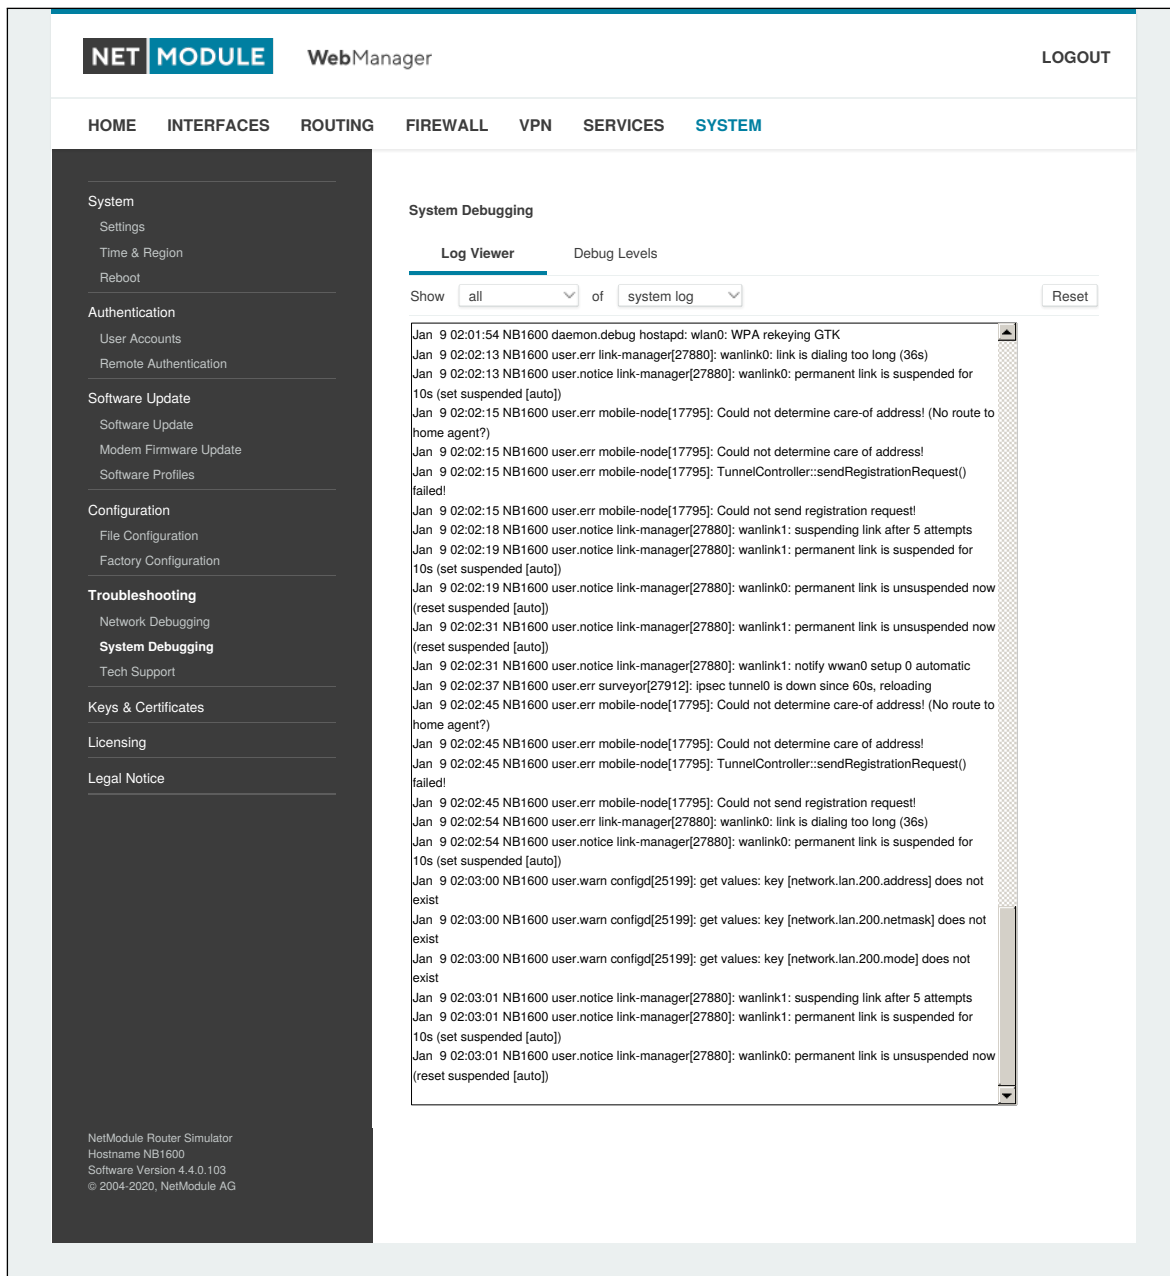 NET MODULE WebManager LOGOUT
HOME INTERFACES ROUTING FIREWALL VPN SERVICES SYSTEM
System
Settings
Time & Region
Reboot
Authentication
User Accounts
Remote Authentication
Software Update
Software Update
Modem Firmware Update
Software Profiles
Configuration
File Configuration
Factory Configuration
Troubleshooting
Network Debugging
System Debugging
Tech Support
Keys & Certificates
Licensing
Legal Notice
NetModule Router Simulator
Hostname NB1600
Software Version 4.4.0.103
© 2004-2020, NetModule AG
System Debugging
Log Viewer Debug Levels
Show all of system log Reset
Jan 9 02:01:54 NB1600 daemon.debug hostapd: wlan0: WPA rekeying GTK
Jan 9 02:02:13 NB1600 user.err link-manager[27880]: wanlink0: link is dialing too long (36s)
Jan 9 02:02:13 NB1600 user.notice link-manager[27880]: wanlink0: permanent link is suspended for
10s (set suspended [auto])
Jan 9 02:02:15 NB1600 user.err mobile-node[17795]: Could not determine care-of address! (No route to
home agent?)
Jan 9 02:02:15 NB1600 user.err mobile-node[17795]: Could not determine care of address!
Jan 9 02:02:15 NB1600 user.err mobile-node[17795]: TunnelController::sendRegistrationRequest()
failed!
Jan 9 02:02:15 NB1600 user.err mobile-node[17795]: Could not send registration request!
Jan 9 02:02:18 NB1600 user.notice link-manager[27880]: wanlink1: suspending link after 5 attempts
Jan 9 02:02:19 NB1600 user.notice link-manager[27880]: wanlink1: permanent link is suspended for
10s (set suspended [auto])
Jan 9 02:02:19 NB1600 user.notice link-manager[27880]: wanlink0: permanent link is unsuspended now
(reset suspended [auto])
Jan 9 02:02:31 NB1600 user.notice link-manager[27880]: wanlink1: permanent link is unsuspended now
(reset suspended [auto])
Jan 9 02:02:31 NB1600 user.notice link-manager[27880]: wanlink1: notify wwan0 setup 0 automatic
Jan 9 02:02:37 NB1600 user.err surveyor[27912]: ipsec tunnel0 is down since 60s, reloading
Jan 9 02:02:45 NB1600 user.err mobile-node[17795]: Could not determine care-of address! (No route to
home agent?)
Jan 9 02:02:45 NB1600 user.err mobile-node[17795]: Could not determine care of address!
Jan 9 02:02:45 NB1600 user.err mobile-node[17795]: TunnelController::sendRegistrationRequest()
failed!
Jan 9 02:02:45 NB1600 user.err mobile-node[17795]: Could not send registration request!
Jan 9 02:02:54 NB1600 user.err link-manager[27880]: wanlink0: link is dialing too long (36s)
Jan 9 02:02:54 NB1600 user.notice link-manager[27880]: wanlink0: permanent link is suspended for
10s (set suspended [auto])
Jan 9 02:03:00 NB1600 user.warn configd[25199]: get values: key [network.lan.200.address] does not
exist
Jan 9 02:03:00 NB1600 user.warn configd[25199]: get values: key [network.lan.200.netmask] does not
exist
Jan 9 02:03:00 NB1600 user.warn configd[25199]: get values: key [network.lan.200.mode] does not
exist
Jan 9 02:03:01 NB1600 user.notice link-manager[27880]: wanlink1: suspending link after 5 attempts
Jan 9 02:03:01 NB1600 user.notice link-manager[27880]: wanlink1: permanent link is suspended for
10s (set suspended [auto])
Jan 9 02:03:01 NB1600 user.notice link-manager[27880]: wanlink0: permanent link is unsuspended now
(reset suspended [auto])